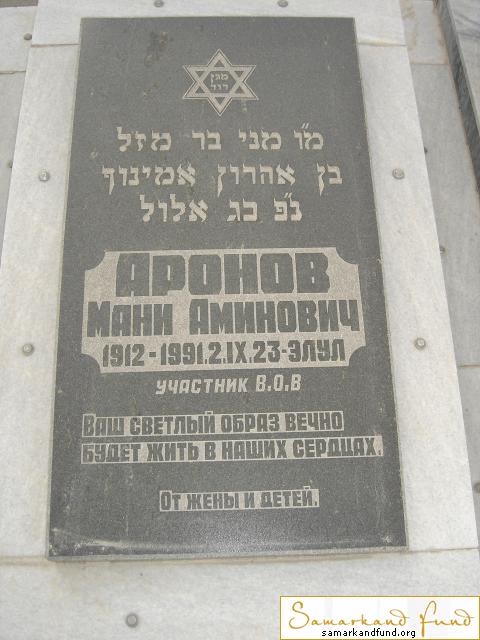 מגן
דוד
מ"ו מני בר מזל
בן אהרון אמינוף
נ"פ כג אלול
АРОНОВ
МАНИ АМИНОВИЧ
1912-1991.2.IX.23-ЭЛУЛ
УЧАСТНИК В.О.В
ВАШ СВЕТЛЫЙ ОБРАЗ ВЕЧНО
БУДЕТ ЖИТЬ В НАШИХ СЕРДЦАХ.
ОТ ЖЕНЫ И ДЕТЕЙ.
Samarkand Fund
samarkandfund.org